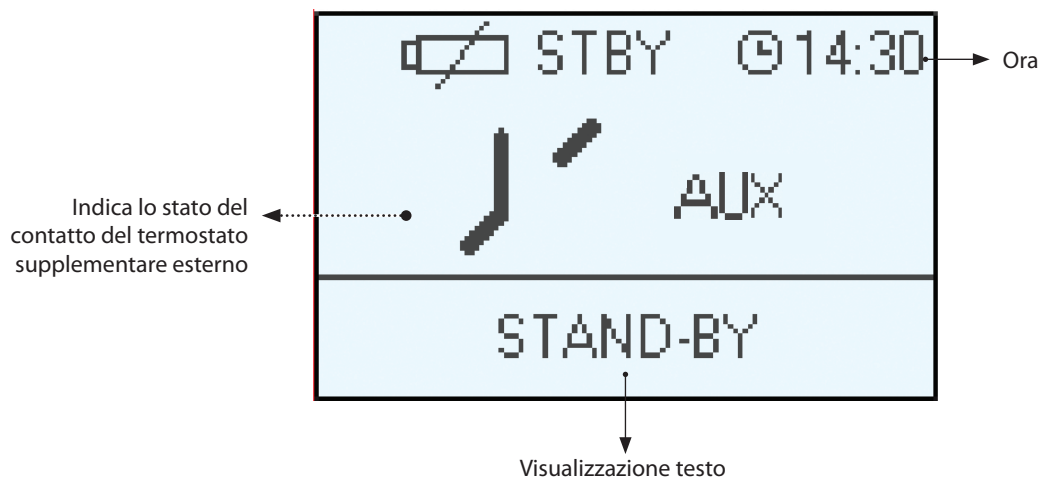 STBY 14:30
Ora
AUX
Indica lo stato del
contatto del termostato
supplementare esterno
STAND-BY
Visualizzazione testo